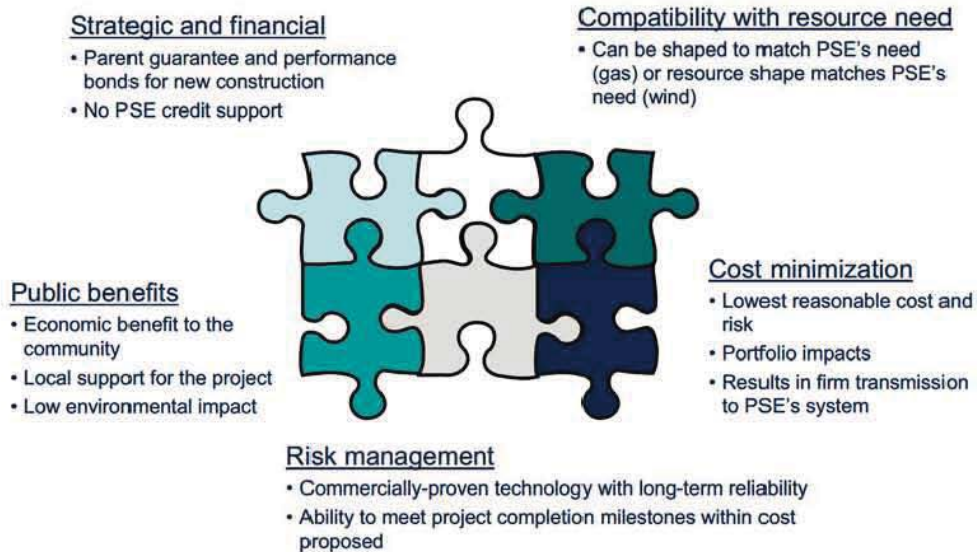 Strategic and financial
• Parent guarantee and performance
bonds for new construction
• No PSE credit support
Compatibility with resource need
• Can be shaped to match PSE's need
(gas) or resource shape matches PSE's
need (wind)
Public benefits
• Economic benefit to the
community
• Local support for the project
• Low environmental impact
Cost minimization
• Lowest reasonable cost and
risk
• Portfolio impacts
• Results in firm transmission
to PSE's system
Risk management
• Commercially-proven technology with long-term reliability
• Ability to meet project completion milestones within cost
proposed